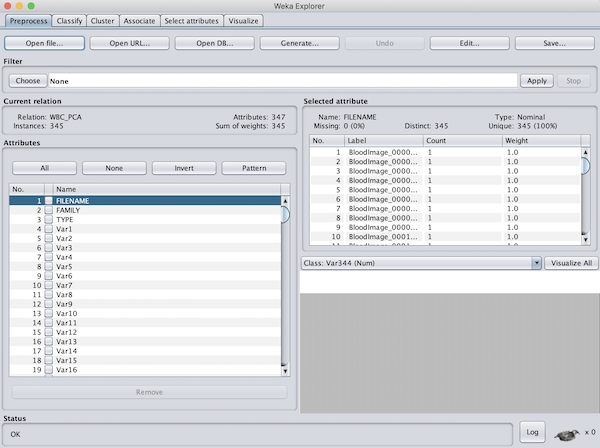 Weka Explorer
Preprocess Classify Cluster Associate Select attributes Visualize
Open file... Open URL... Open DB... Generate... Undo Edit... Save...
Filter
Choose None Apply Stop
Current relation
Relation: WBC_PCA Attributes: 347
Instances: 345 Sum of weights: 345
Attributes
All None Invert Pattern
No. Name
1 FILENAME
2 FAMILY
3 TYPE
4 Var1
5 Var2
6 Var3
7 Var4
8 Var5
9 Var6
10 Var7
11 Var8
12 Var9
13 Var10
14 Var11
15 Var12
16 Var13
17 Var14
18 Var15
19 Var16
Remove
Selected attribute
Name: FILENAME Type: Nominal
Missing: 0 (0%) Distinct: 345 Unique: 345 (100%)
No. Label Count Weight
1 BloodImage_0000... 1 1.0
2 BloodImage_0000... 1 1.0
3 BloodImage_0000... 1 1.0
4 BloodImage_0000... 1 1.0
5 BloodImage_0000... 1 1.0
6 BloodImage_0000... 1 1.0
7 BloodImage_0000... 1 1.0
8 BloodImage_0000... 1 1.0
9 BloodImage_0001... 1 1.0
10 BloodImage_0001... 1 1.0
11 BloodImage_0001... 1 1.0
Class: Var344 (Num) Visualize All
Status
OK Log x 0